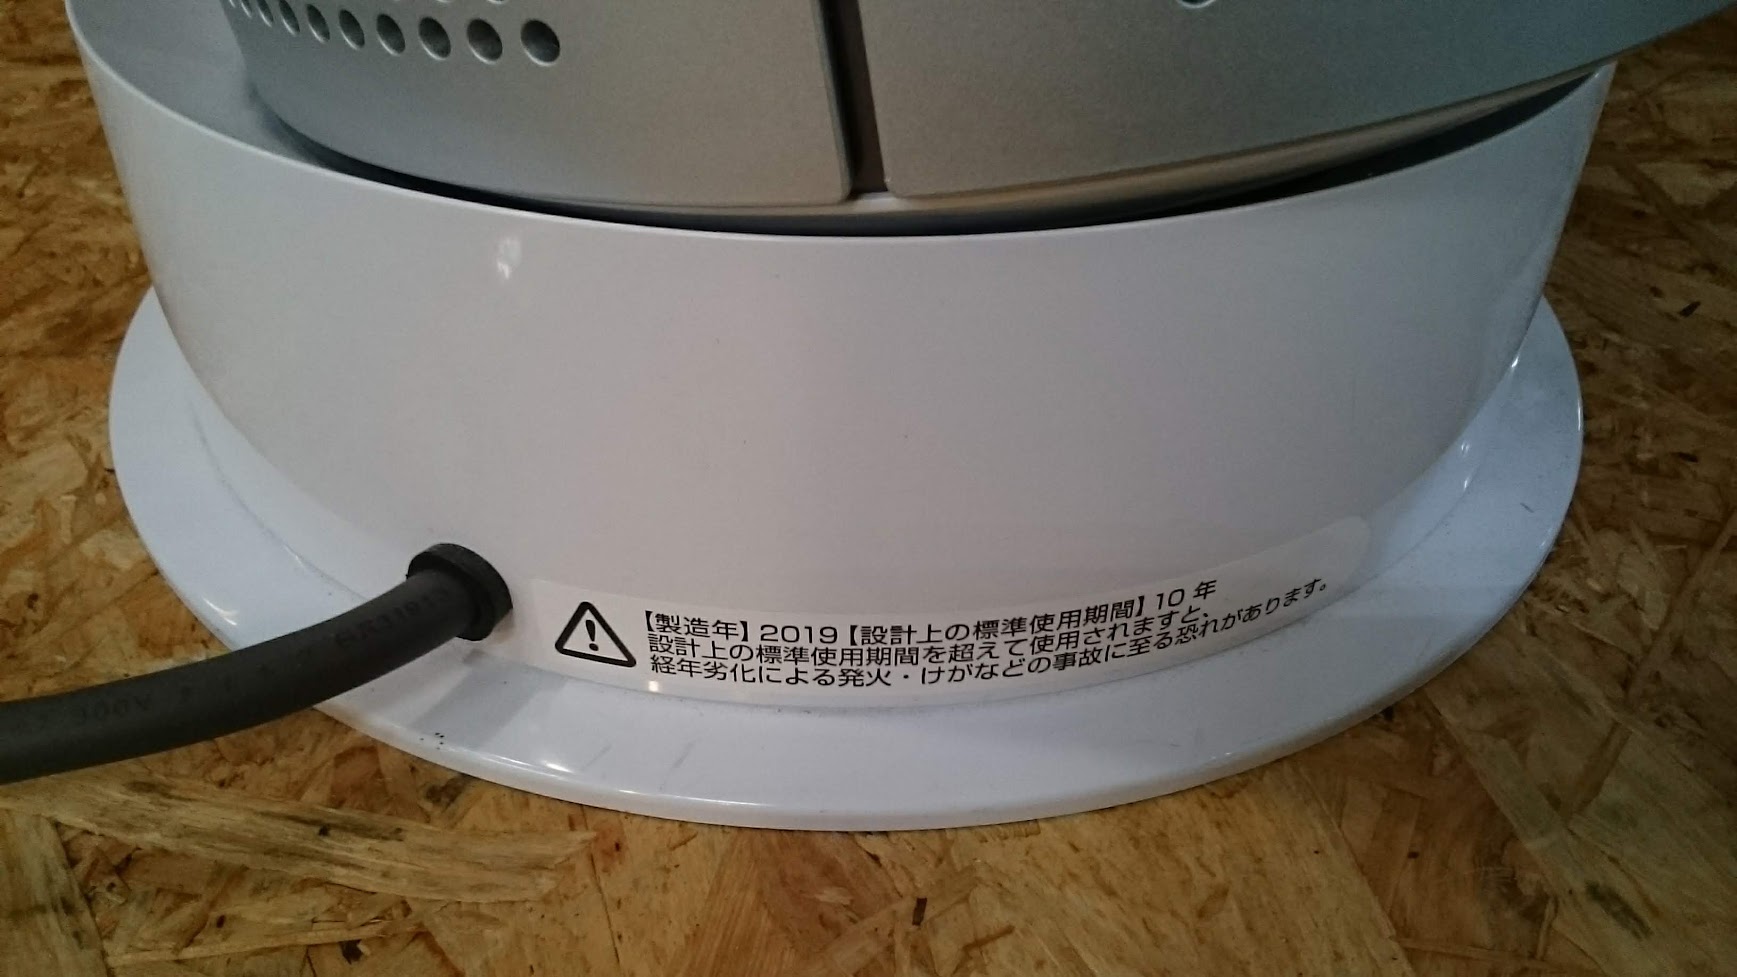 【製造年】2019【設計上の標準使用期間】10年
設計上の標準使用期間を超えて使用されますと、
経年劣化による発火・けがなどの事故に至る恐れがあります。